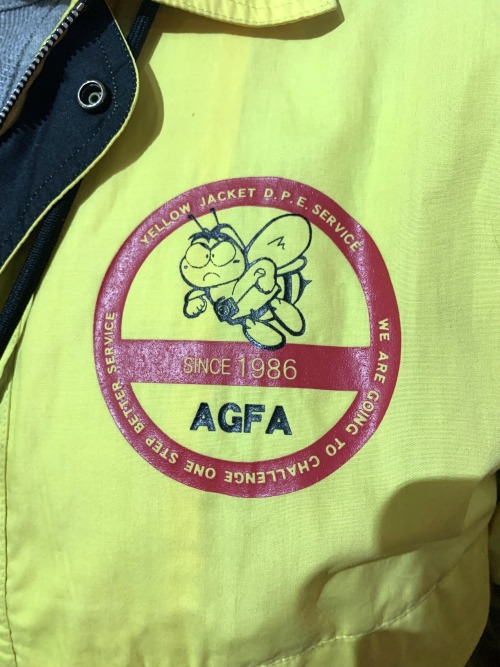 YELLOW JACKET D.P.E. SERVICE
WE ARE GOING TO CHALLENGE ONE STEP BETTER SERVICE
SINCE 1986
AGFA